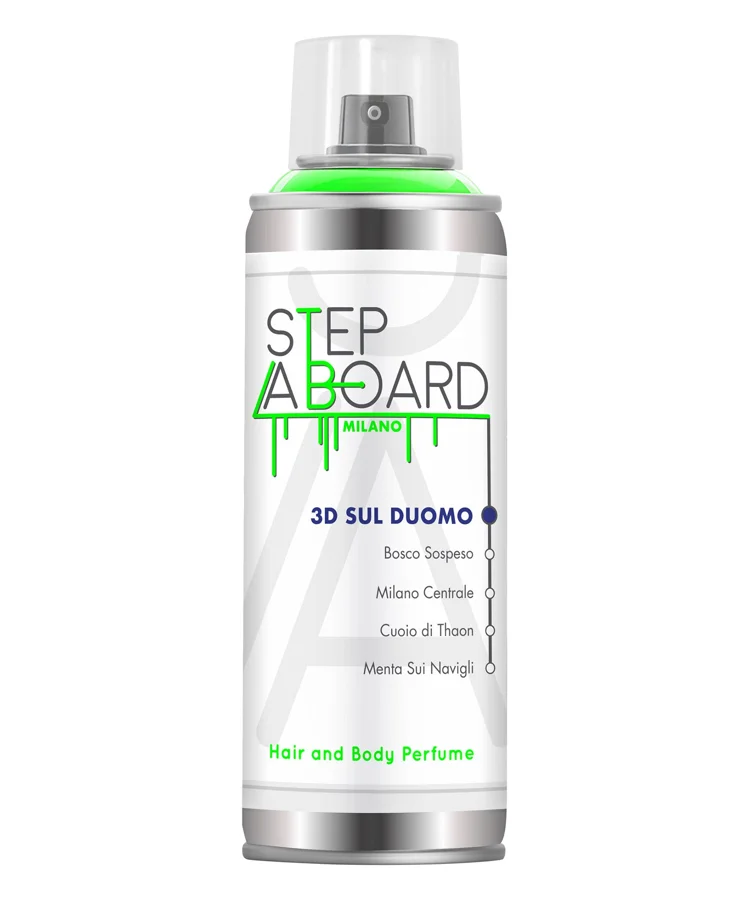 STEP
ABOARD
MILANO
3D SUL DUOMO
Bosco Sospeso
Milano Centrale
Cuoio di Thaon
Menta Sui Navigli
Hair and Body Perfume